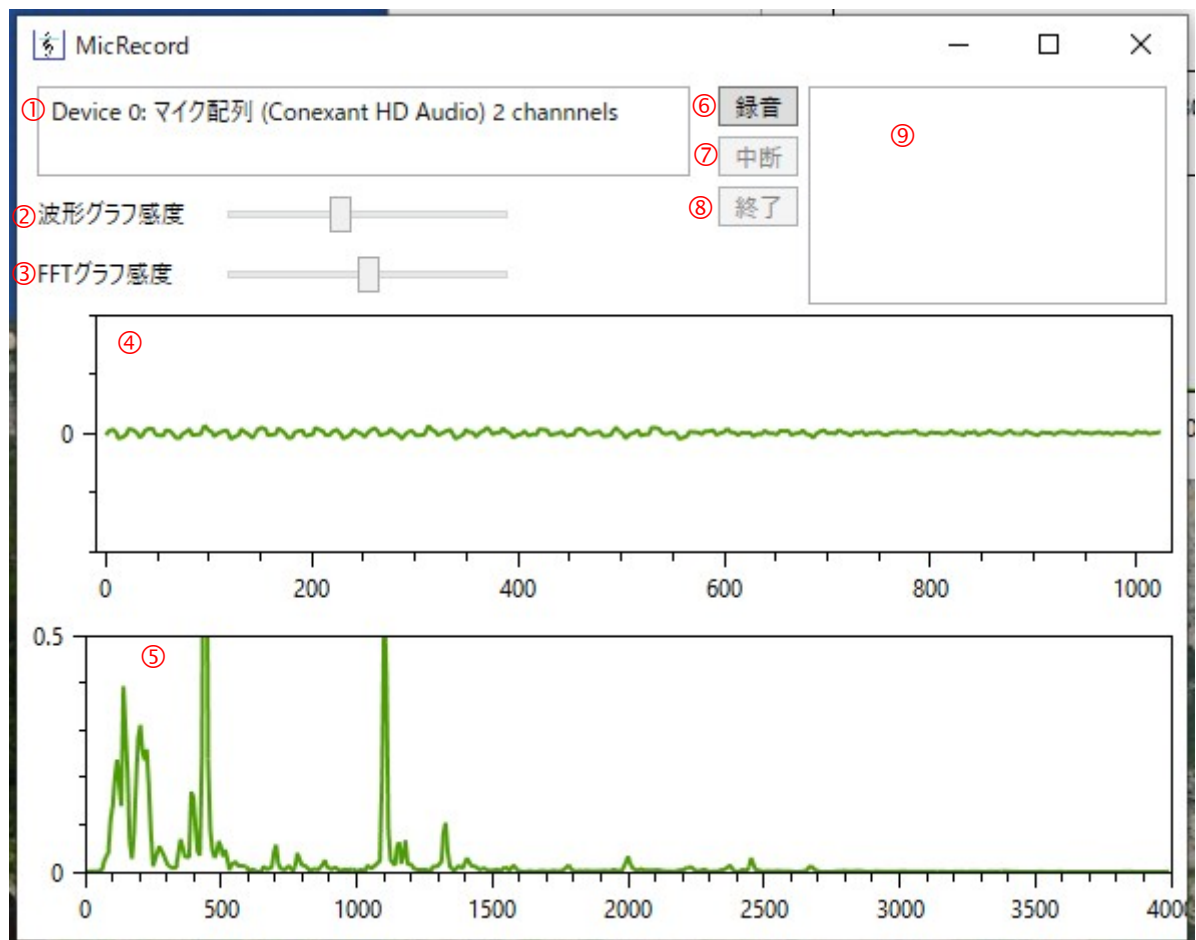 MicRecord
① Device 0: マイク配列 (Conexant HD Audio) 2 channnels
⑥ 録音
⑦ 中断
⑧ 終了
⑨
② 波形グラフ感度
③ FFTグラフ感度
④
0
0 200 400 600 800 1000
0.5
⑤
0
0 500 1000 1500 2000 2500 3000 3500 4000